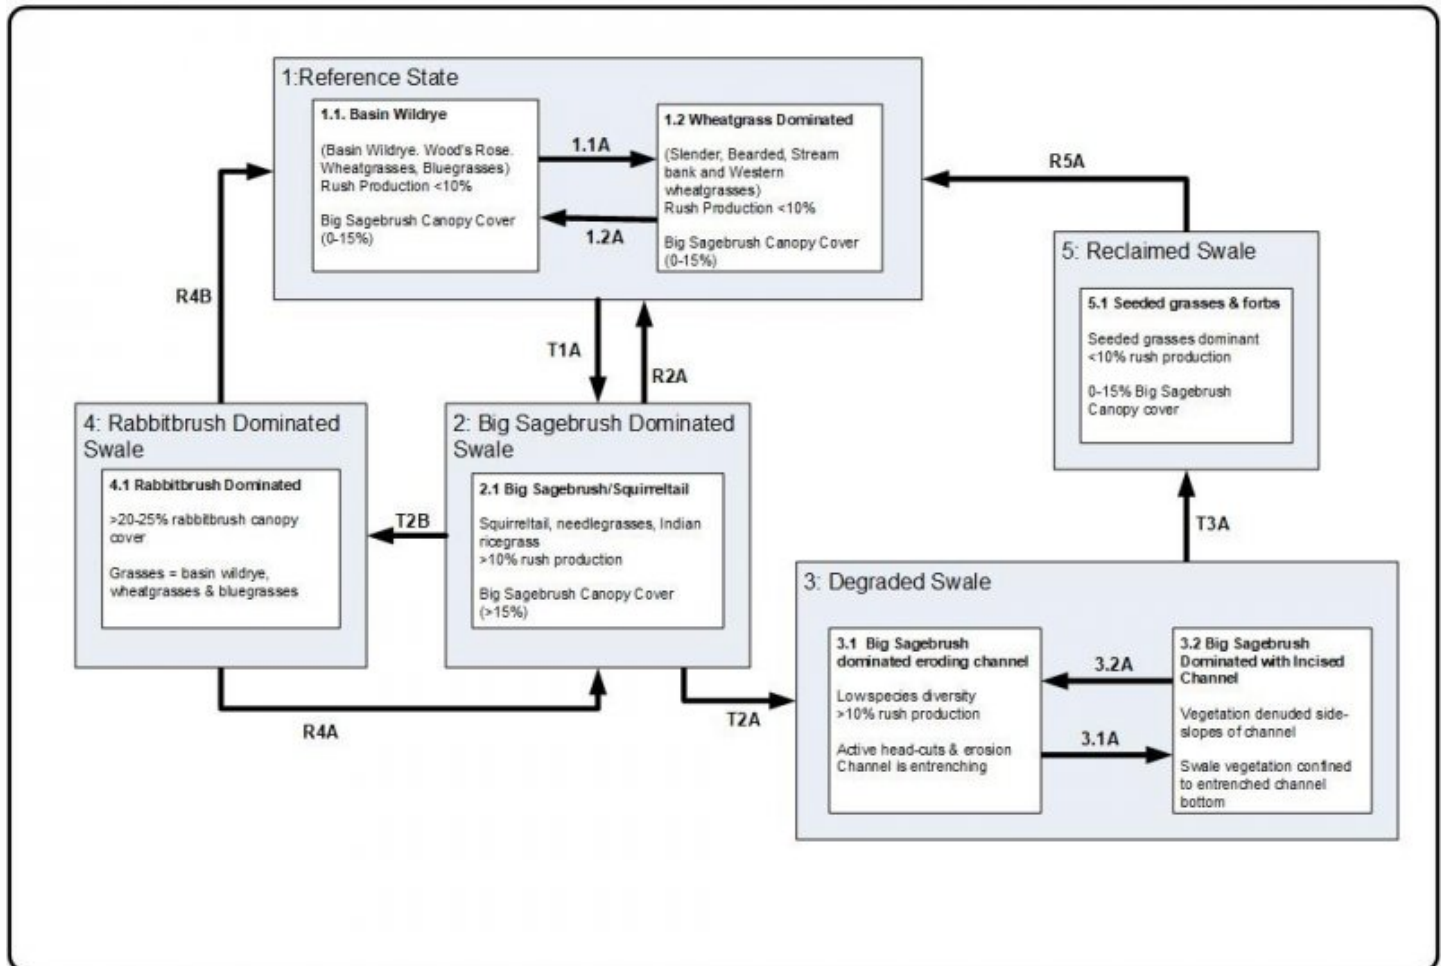 1:Reference State
1.1. Basin Wildrye
(Basin Wildrye. Wood's Rose.
Wheatgrasses, Bluegrasses)
Rush Production <10%
Big Sagebrush Canopy Cover
(0-15%)
1.1A
1.2A
1.2 Wheatgrass Dominated
(Slender, Bearded, Stream
bank and Western
wheatgrasses)
Rush Production <10%
Big Sagebrush Canopy Cover
(0-15%)
R5A
5: Reclaimed Swale
5.1 Seeded grasses & forbs
Seeded grasses dominant
<10% rush production
0-15% Big Sagebrush
Canopy cover
R4B
T1A
R2A
4: Rabbitbrush Dominated
Swale
4.1 Rabbitbrush Dominated
>20-25% rabbitbrush canopy
cover
Grasses = basin wildrye,
wheatgrasses & bluegrasses
T2B
2: Big Sagebrush Dominated
Swale
2.1 Big Sagebrush/Squirreltail
Squirreltail, needlegrasses, Indian
ricegrass
>10% rush production
Big Sagebrush Canopy Cover
(>15%)
T3A
R4A
T2A
3: Degraded Swale
3.1 Big Sagebrush
dominated eroding channel
Low species diversity
>10% rush production
Active head-cuts & erosion
Channel is entrenching
3.2A
3.1A
3.2 Big Sagebrush
Dominated with Incised
Channel
Vegetation denuded side-
slopes of channel
Swale vegetation confined
to entrenched channel
bottom